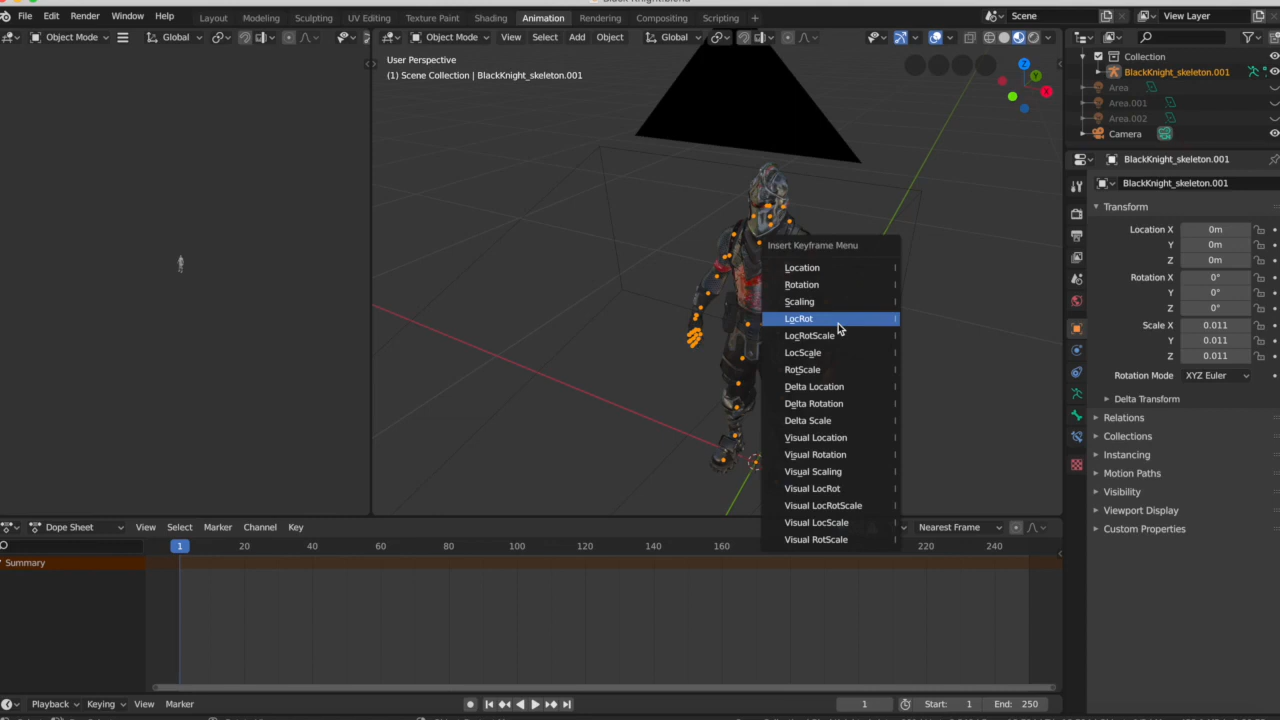 Black Knight.blend
File Edit Render Window Help Layout Modeling Sculpting UV Editing Texture Paint Shading Animation Rendering Compositing Scripting + Scene View Layer
Object Mode Global Object Mode View Select Add Object Global
User Perspective
(1) Scene Collection | BlackKnight_skeleton.001
Z
Y
X
Collection
BlackKnight_skeleton.001
Area
Area.001
Area.002
Camera
BlackKnight_skeleton.001
BlackKnight_skeleton.001
Transform
Location X 0m
Y 0m
Z 0m
Rotation X 0°
Y 0°
Z 0°
Scale X 0.011
Y 0.011
Z 0.011
Rotation Mode XYZ Euler
Delta Transform
Relations
Collections
Instancing
Motion Paths
Visibility
Viewport Display
Custom Properties
Insert Keyframe Menu
Location I
Rotation I
Scaling I
LocRot I
LocRotScale I
LocScale I
RotScale I
Delta Location I
Delta Rotation I
Delta Scale I
Visual Location I
Visual Rotation I
Visual Scaling I
Visual LocRot I
Visual LocRotScale I
Visual LocScale I
Visual RotScale I
Dope Sheet View Select Marker Channel Key Nearest Frame
1 20 40 60 80 100 120 140 160 220 240
Summary
Playback Keying View Marker 1 Start: 1 End: 250